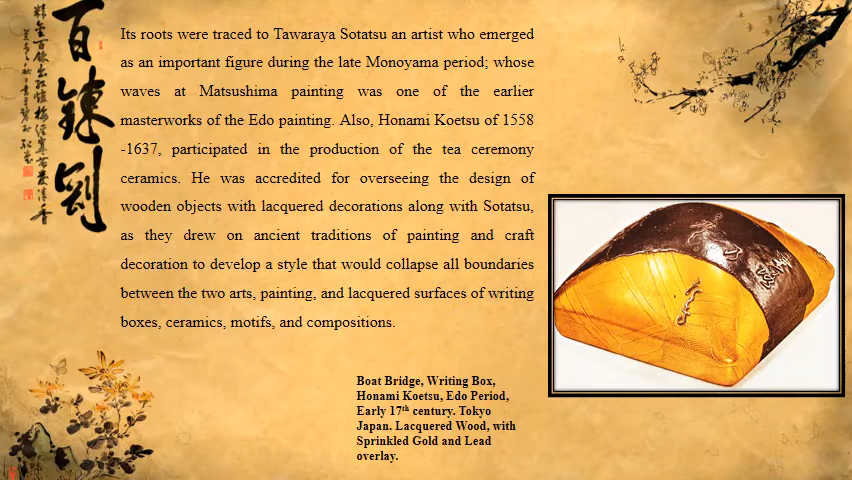 百鍊剛
Its roots were traced to Tawaraya Sotatsu an artist who emerged
as an important figure during the late Monoyama period; whose
waves at Matsushima painting was one of the earlier
masterworks of the Edo painting. Also, Honami Koetsu of 1558
-1637, participated in the production of the tea ceremony
ceramics. He was accredited for overseeing the design of
wooden objects with lacquered decorations along with Sotatsu,
as they drew on ancient traditions of painting and craft
decoration to develop a style that would collapse all boundaries
between the two arts, painting, and lacquered surfaces of writing
boxes, ceramics, motifs, and compositions.
Boat Bridge, Writing Box,
Honami Koetsu, Edo Period,
Early 17th century. Tokyo
Japan. Lacquered Wood, with
Sprinkled Gold and Lead
overlay.